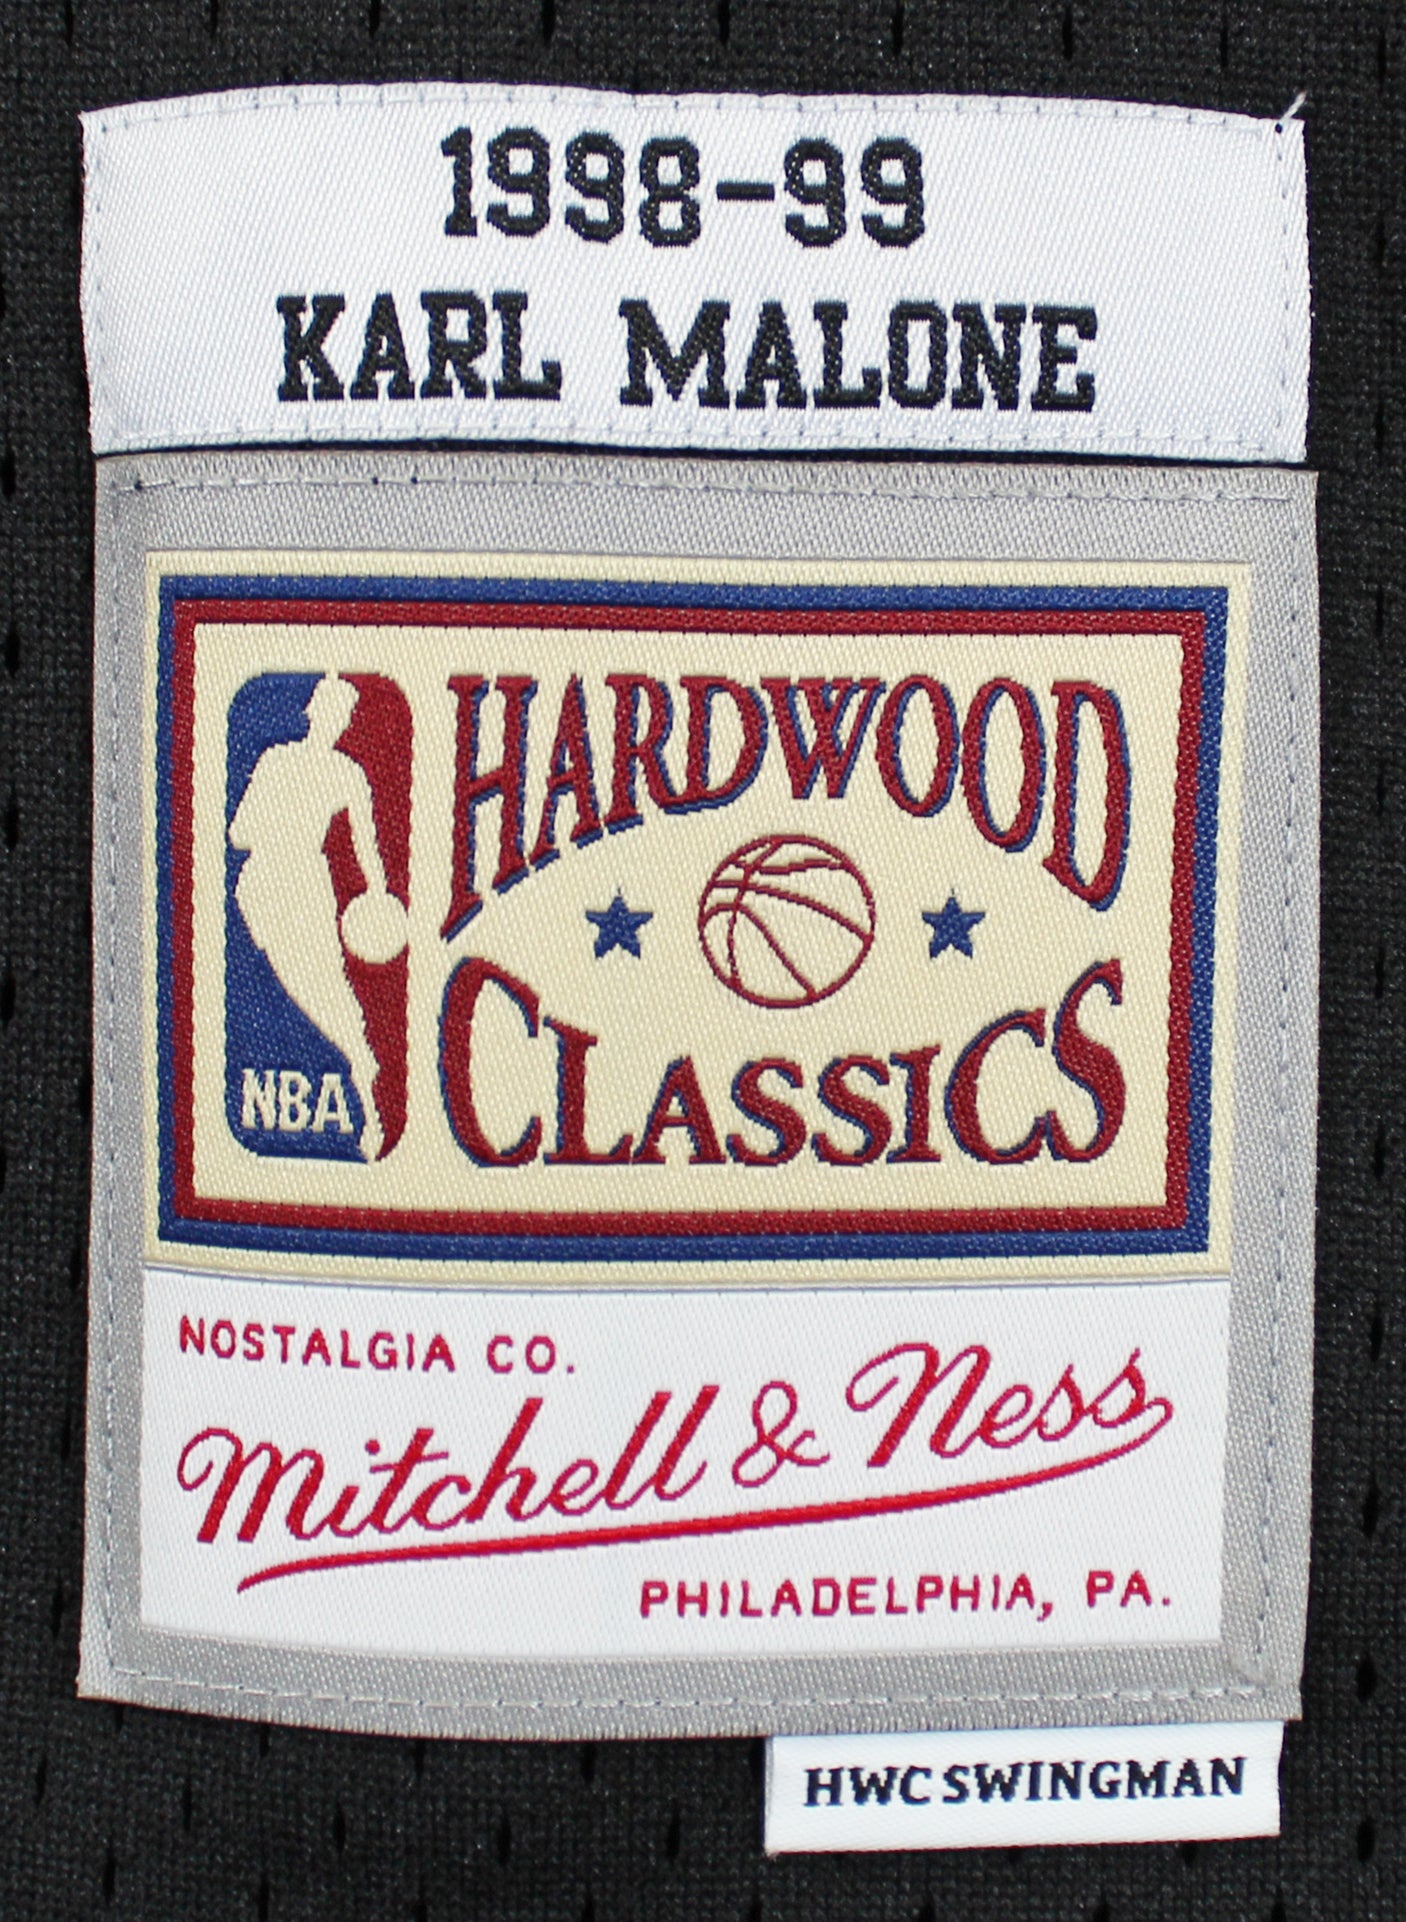 1998-99
KARL MALONE
HARDWOOD
CLASSICS
NBA
NOSTALGIA CO.
Mitchell & Ness
PHILADELPHIA, PA.
HWC SWINGMAN